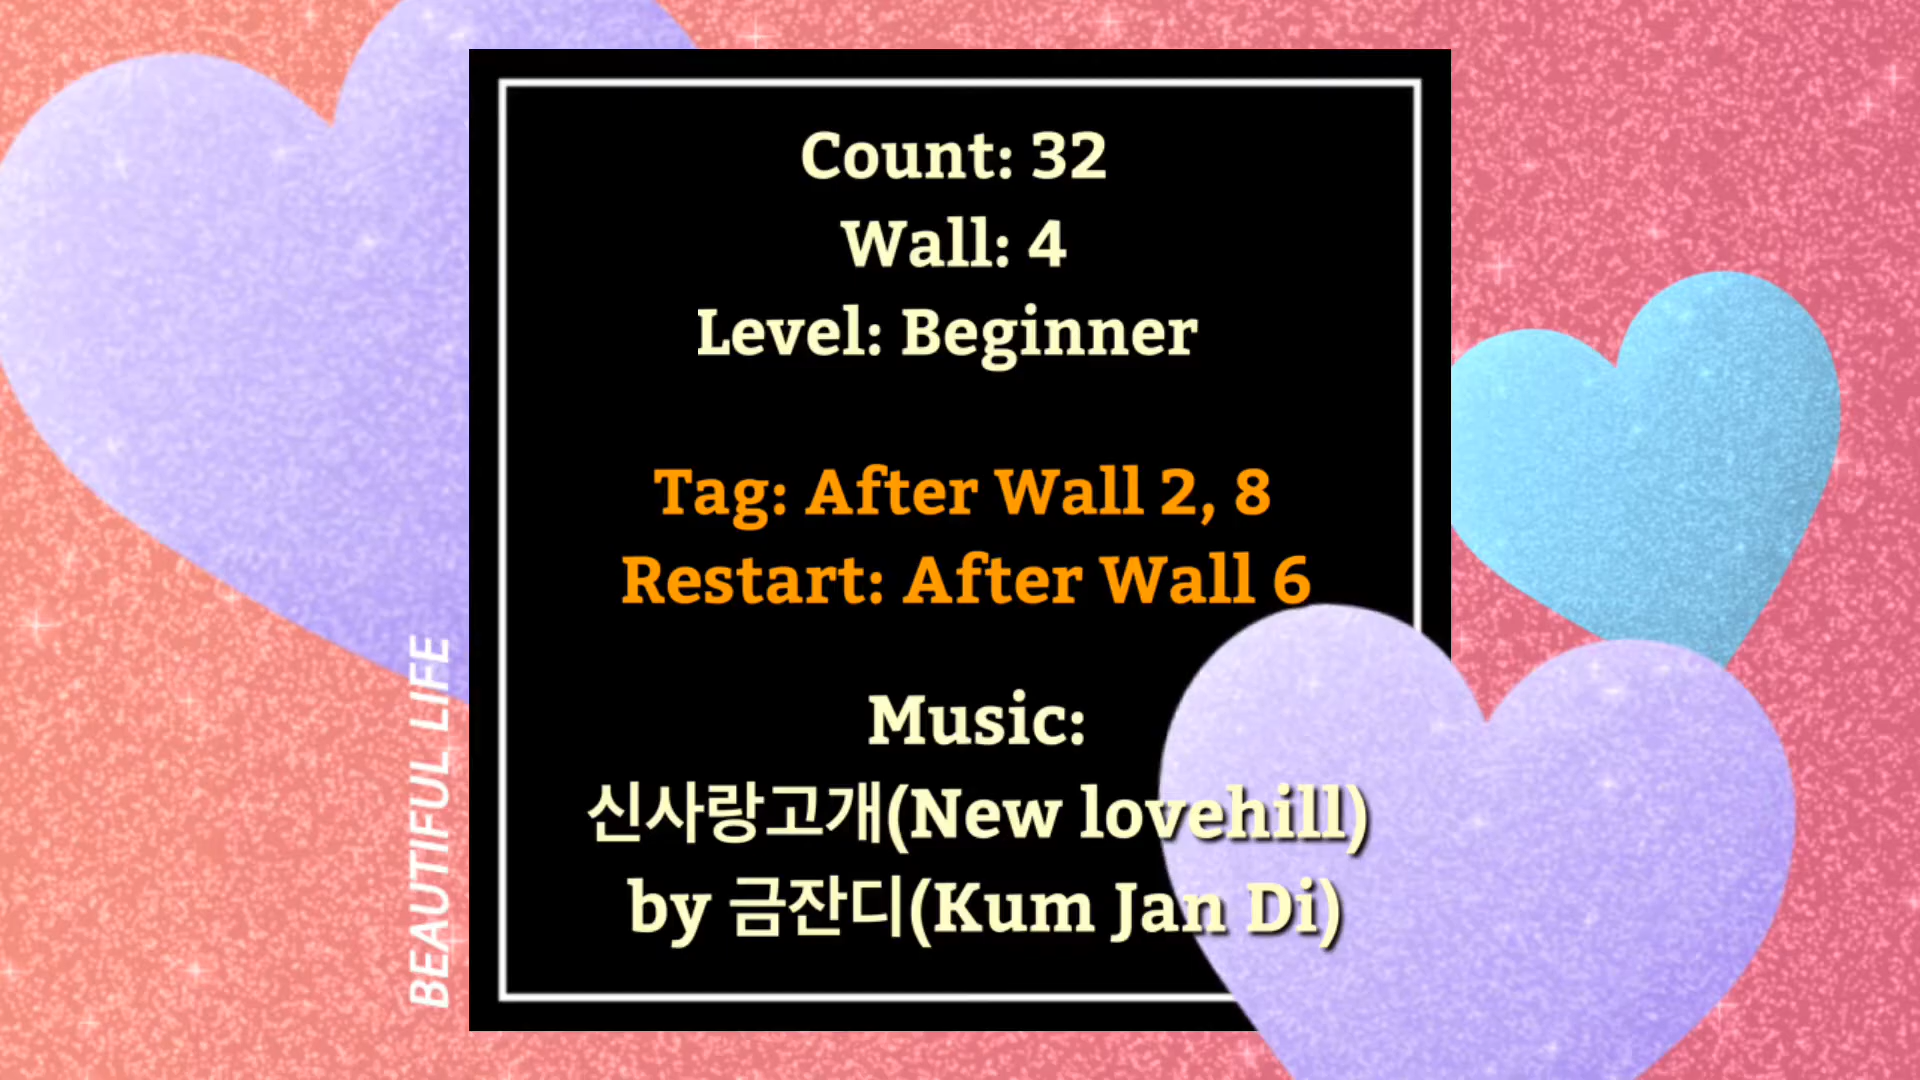 Count: 32
Wall: 4
Level: Beginner
Tag: After Wall 2, 8
Restart: After Wall 6
Music:
신사랑고개(New lovehill)
by 금잔디(Kum Jan Di)
BEAUTIFUL LIFE